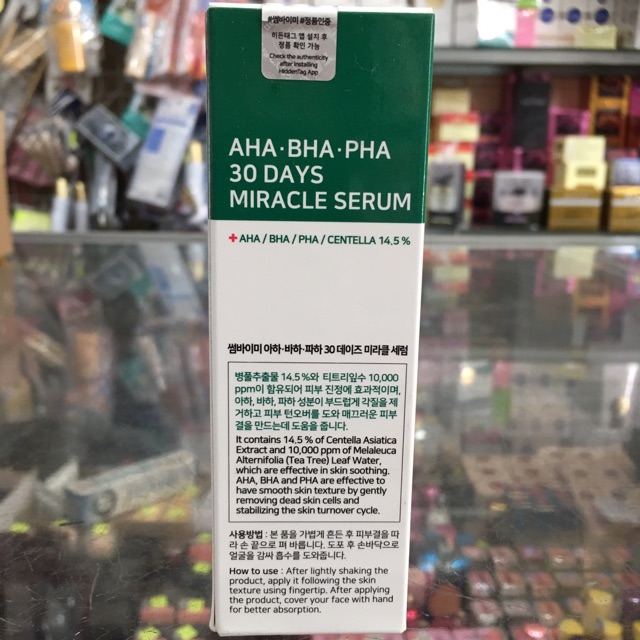 #썸바이미 #정품인증
히든태그 앱 설치 후
정품 확인 가능
Check the authenticity
after installing
HiddenTag App
AHA·BHA·PHA
30 DAYS
MIRACLE SERUM
+ AHA / BHA / PHA / CENTELLA 14.5 %
썸바이미 아하·바하·파하 30 데이즈 미라클 세럼
병풀추출물 14.5 %와 티트리잎수 10,000
ppm이 함유되어 피부 진정에 효과적이며,
아하, 바하, 파하 성분이 부드럽게 각질을 제
거하고 피부 턴오버를 도와 매끄러운 피부
결을 만드는데 도움을 줍니다.
It contains 14.5 % of Centella Asiatica
Extract and 10,000 ppm of Melaleuca
Alternifolia (Tea Tree) Leaf Water,
which are effective in skin soothing.
AHA, BHA and PHA are effective to
have smooth skin texture by gently
removing dead skin cells and
stabilizing the skin turnover cycle.
사용방법 : 본 품을 가볍게 흔든 후 피부결을 따
라 손 끝으로 펴 바릅니다. 도포 후 손바닥으로
얼굴을 감싸 흡수를 도와줍니다.
How to use : After lightly shaking the
product, apply it following the skin
texture using fingertip. After applying
the product, cover your face with hand
for better absorption.